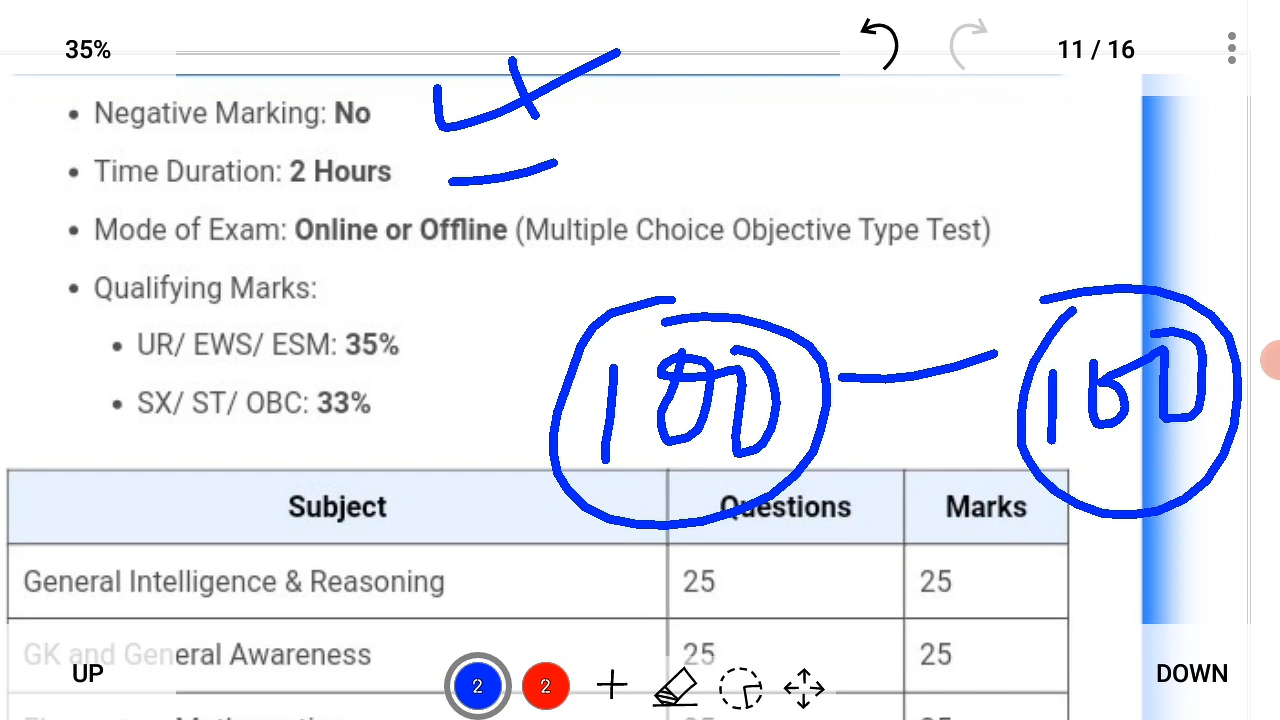 35%
11 / 16
Negative Marking: No
Time Duration: 2 Hours
Mode of Exam: Online or Offline (Multiple Choice Objective Type Test)
Qualifying Marks:
UR/ EWS/ ESM: 35%
SX/ ST/ OBC: 33%
100 — 100
Subject Questions Marks
General Intelligence & Reasoning 25 25
GK and General Awareness 25 25
UP 2 2 DOWN